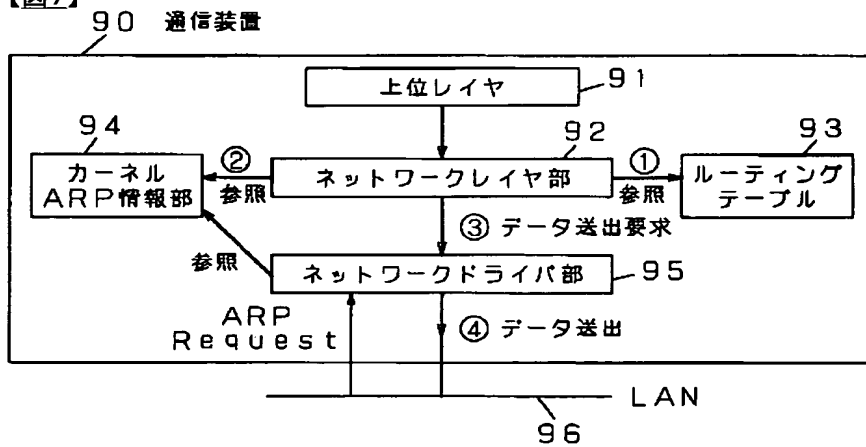 【図7】
90 通信装置
上位レイヤ
91
94
92
93
カーネル
ARP情報部
②
参照
ネットワークレイヤ部
①
参照
ルーティング
テーブル
③ データ送出要求
参照
ネットワークドライバ部
95
ARP
Request
④ データ送出
LAN
96